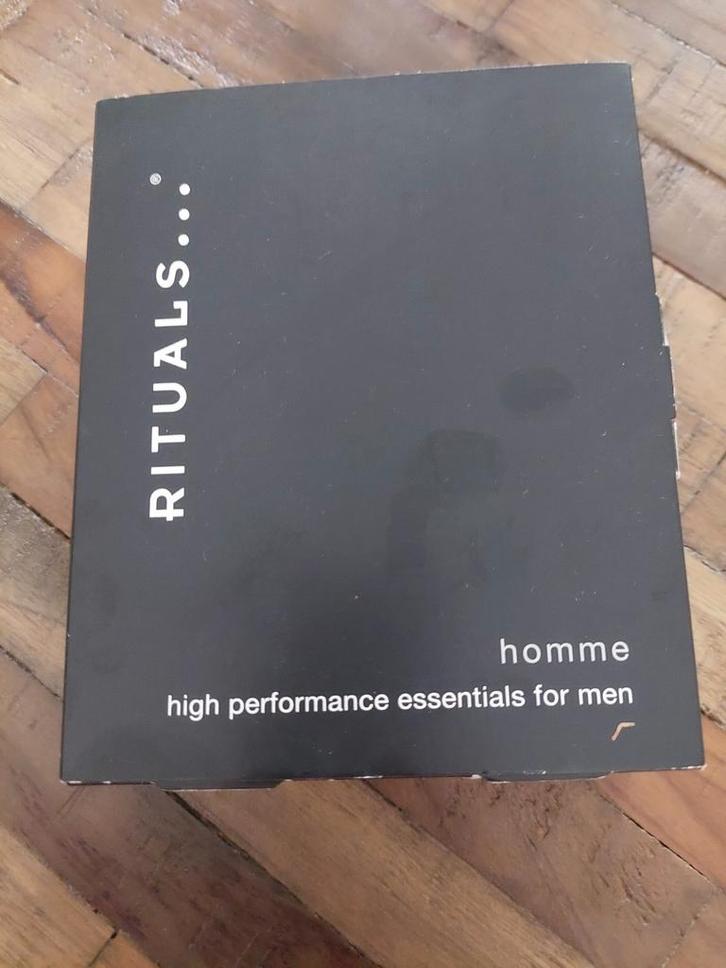 RITUALS...®
homme
high performance essentials for men